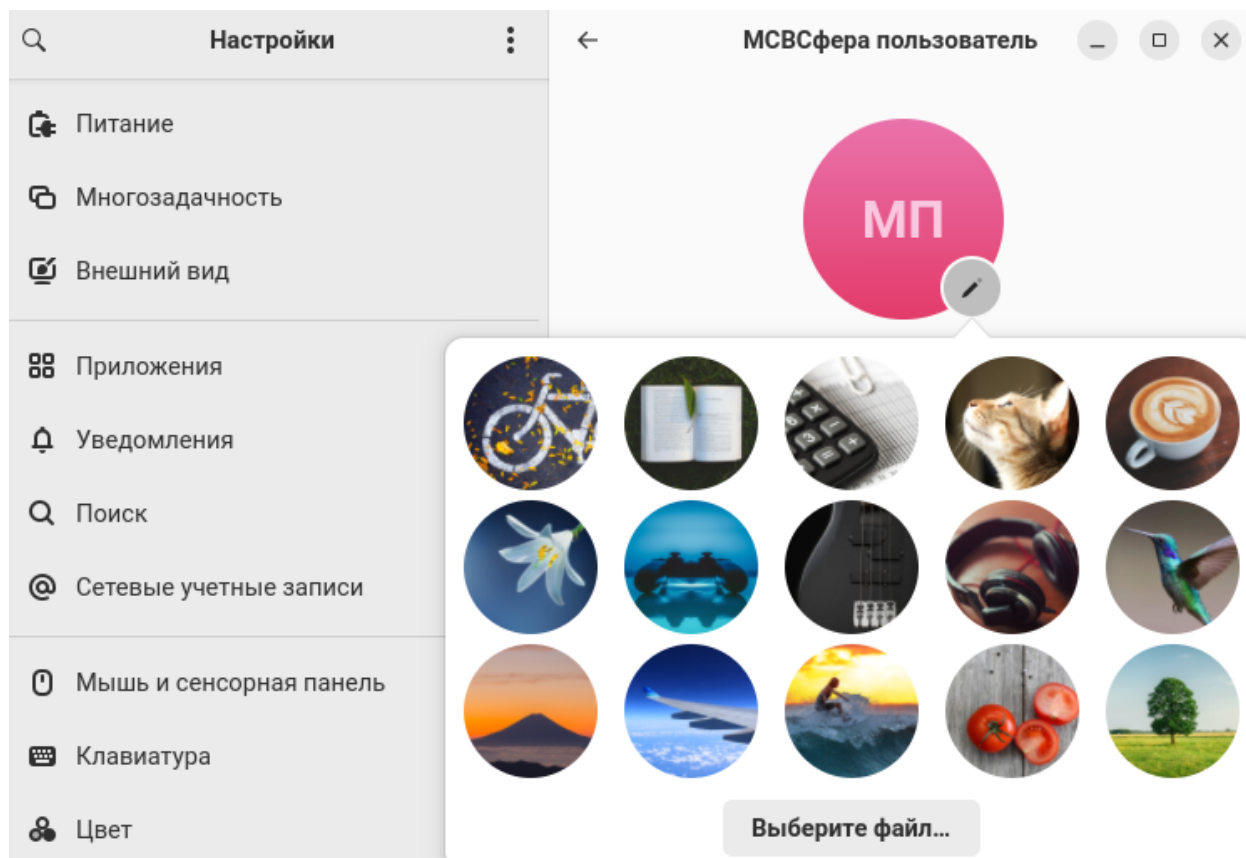 Настройки
МСВСфера пользователь
Питание
Многозадачность
Внешний вид
МП
Приложения
Уведомления
Поиск
Сетевые учетные записи
Мышь и сенсорная панель
Клавиатура
Цвет
Выберите файл...